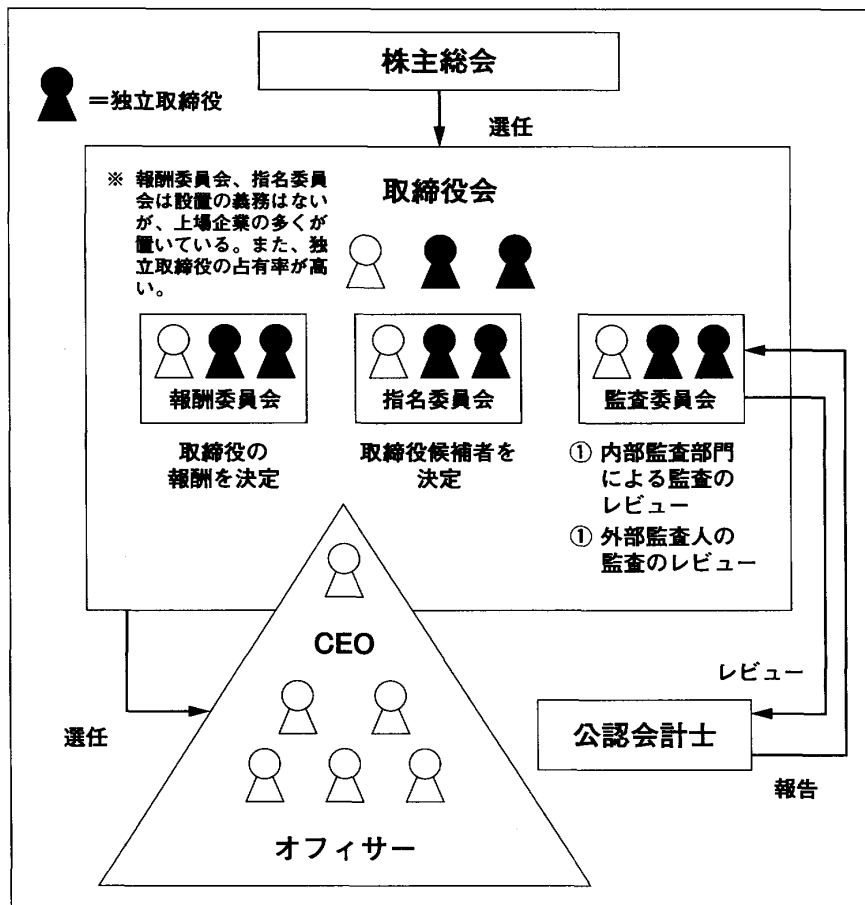 株主総会
＝独立取締役
選任
※ 報酬委員会、指名委員
会は設置の義務はない
が、上場企業の多くが
置いている。また、独
立取締役の占有率が高
い。
取締役会
報酬委員会
指名委員会
監査委員会
取締役の
報酬を決定
取締役候補者を
決定
① 内部監査部門
による監査の
レビュー
① 外部監査人の
監査のレビュー
CEO
レビュー
選任
公認会計士
報告
オフィサー